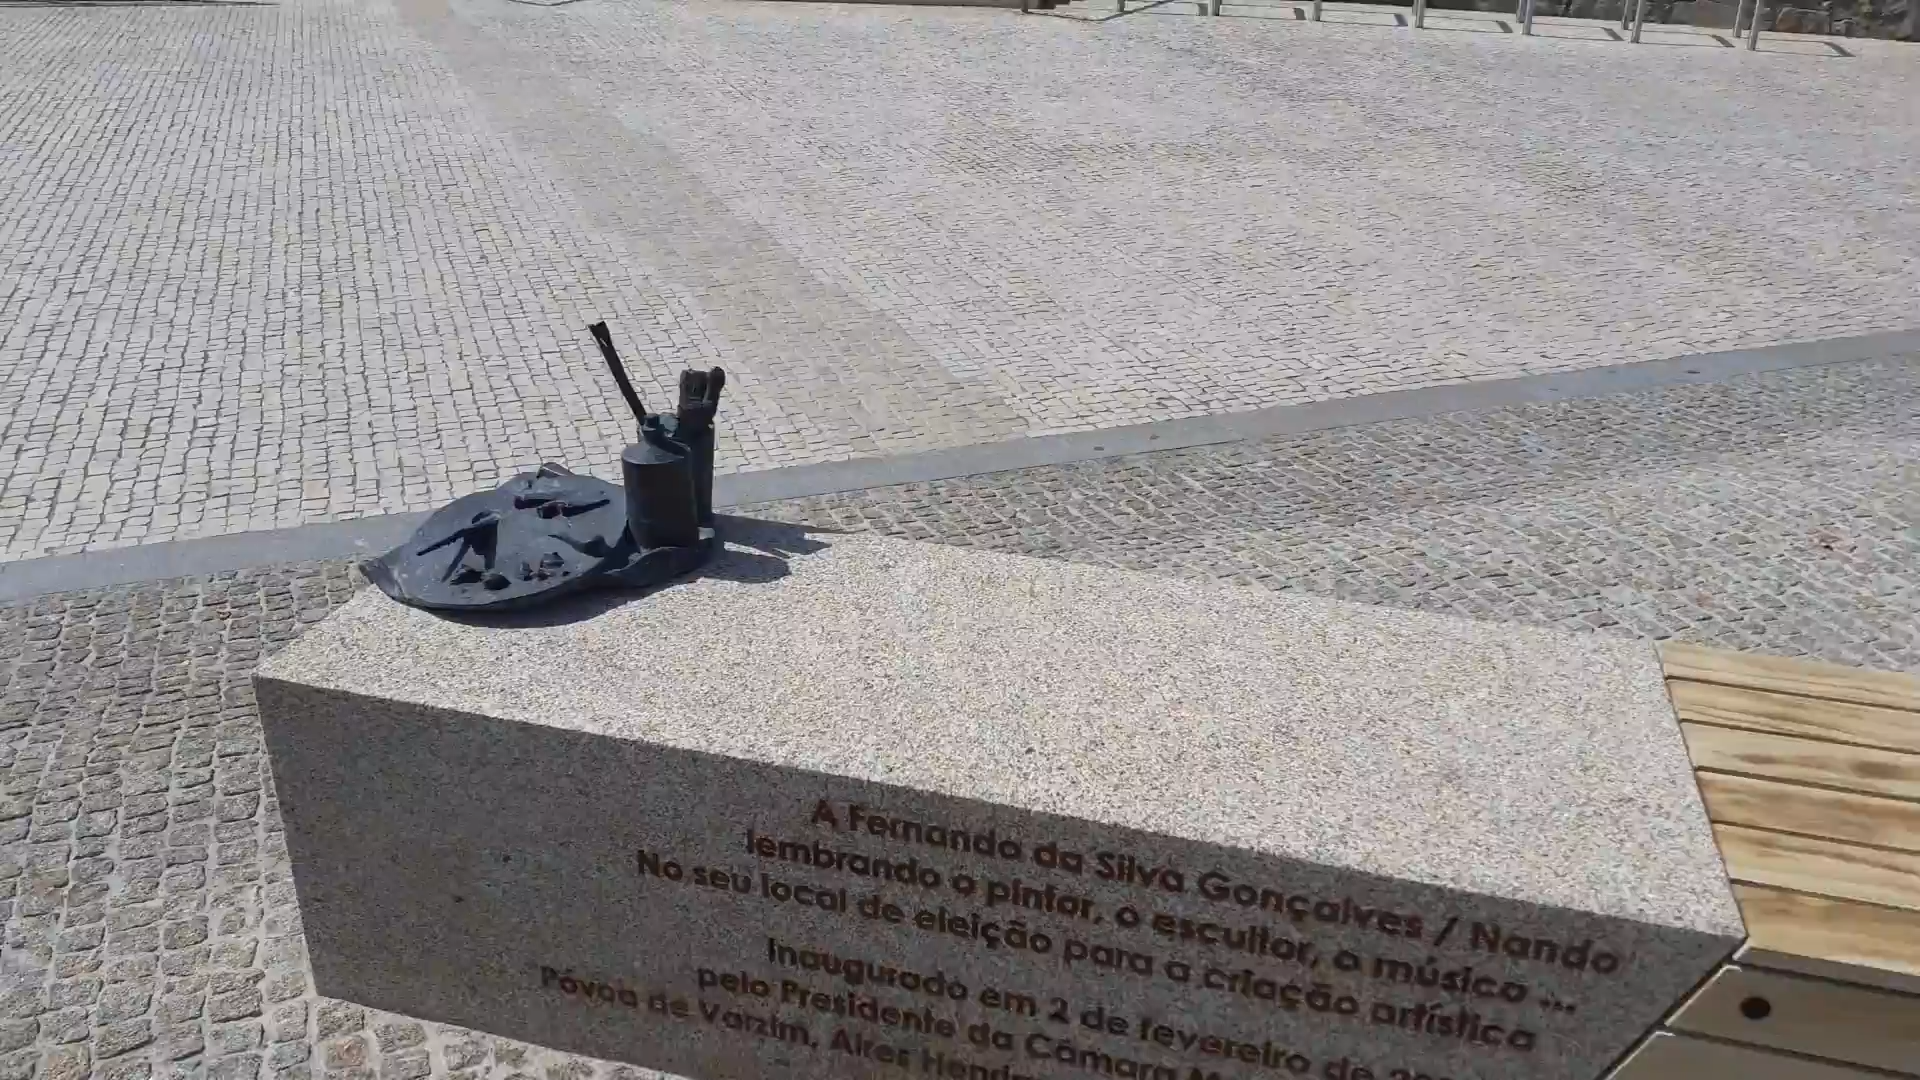 A Fernando da Silva Gonçalves / Nando
lembrando o pintor, o escultor, o músico ...
No seu local de eleição para a criação artística
Inaugurado em 2 de fevereiro de
pelo Presidente da Câmara
Póvoa de Varzim, Aires